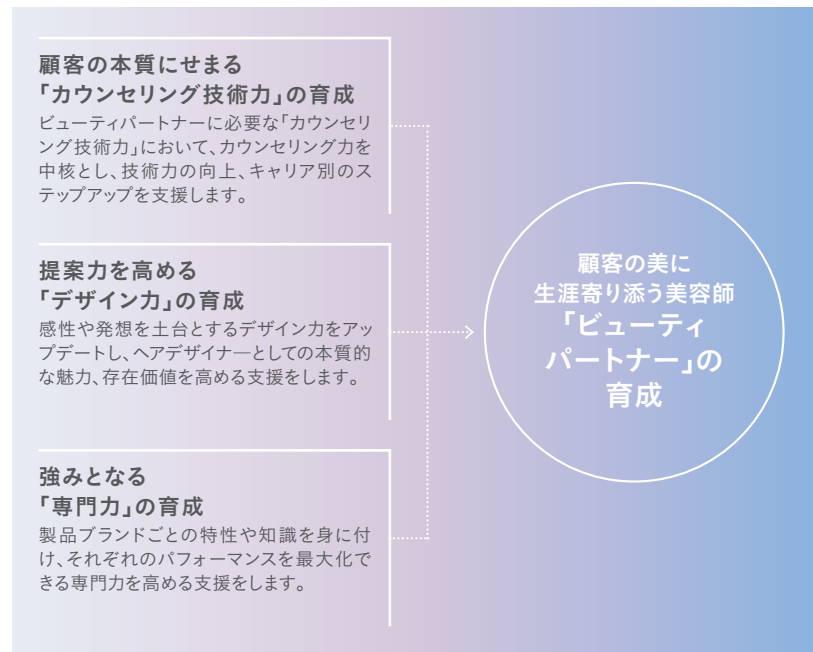 顧客の本質にせまる
「カウンセリング技術力」の育成
ビューティパートナーに必要な「カウンセリ
ング技術力」において、カウンセリング力を
中核とし、技術力の向上、キャリア別のス
テップアップを支援します。
提案力を高める
「デザイン力」の育成
感性や発想を土台とするデザイン力をアッ
プデートし、ヘアデザイナ―としての本質的
な魅力、存在価値を高める支援をします。
強みとなる
「専門力」の育成
製品ブランドごとの特性や知識を身に付
け、それぞれのパフォーマンスを最大化で
きる専門力を高める支援をします。
顧客の美に
生涯寄り添う美容師
「ビューティ
パートナー」の
育成